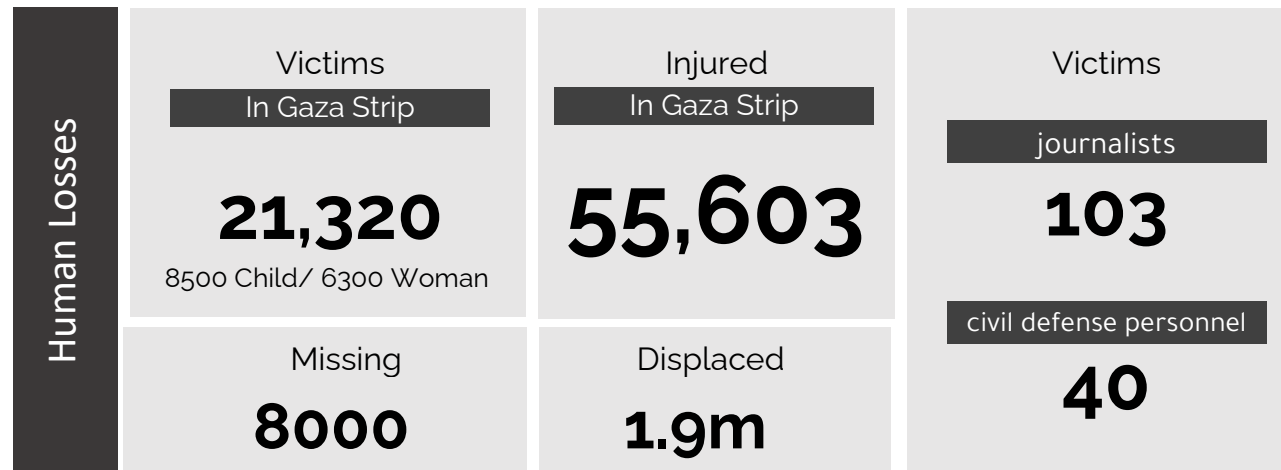 Human Losses
Victims
In Gaza Strip
21,320
8500 Child/ 6300 Woman
Injured
In Gaza Strip
55,603
Victims
journalists
103
civil defense personnel
40
Missing
8000
Displaced
1.9m